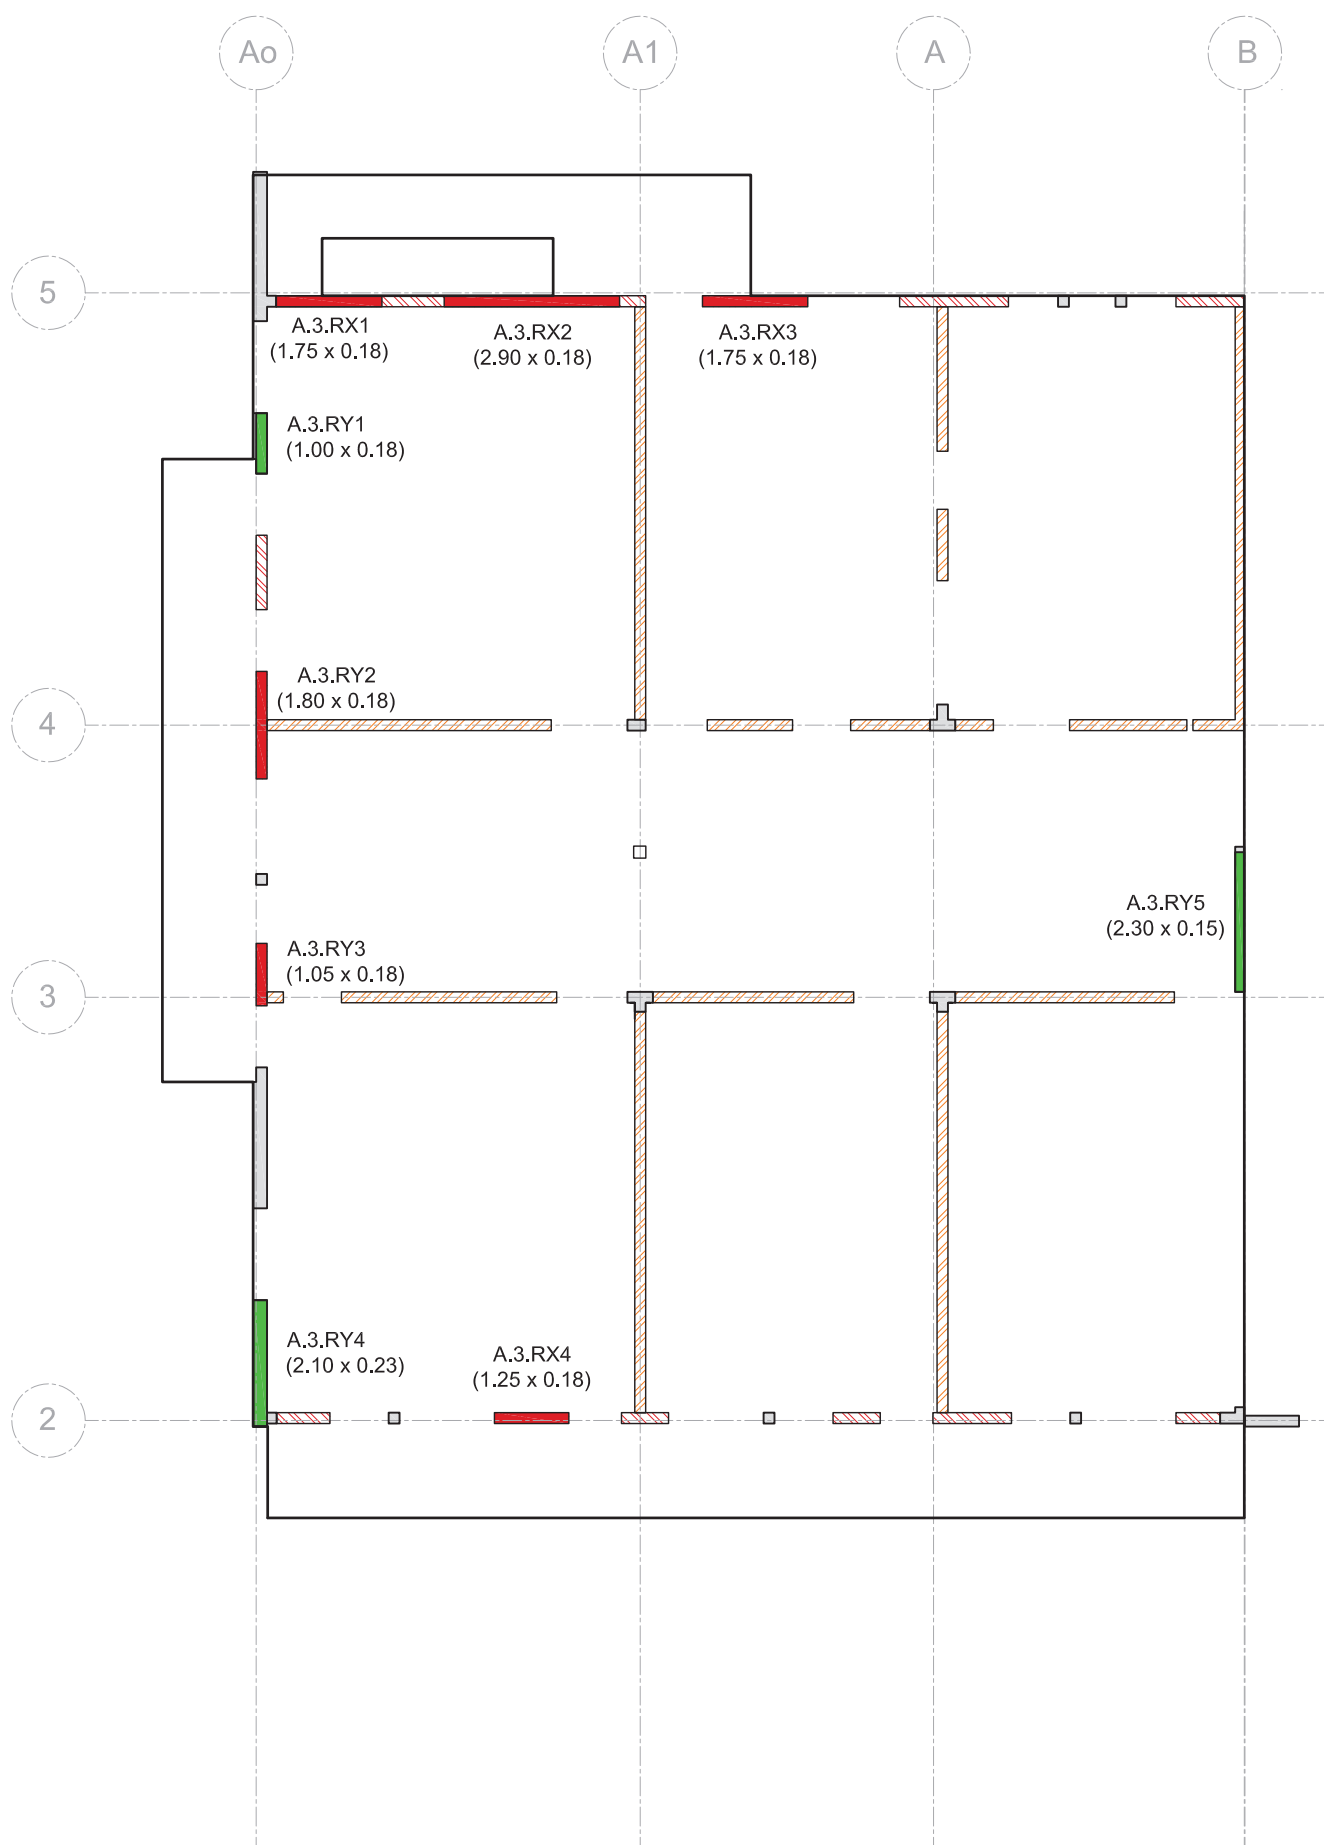 Ao
A1
A
B
5
A.3.RX1
(1.75 x 0.18)
A.3.RX2
(2.90 x 0.18)
A.3.RX3
(1.75 x 0.18)
A.3.RY1
(1.00 x 0.18)
A.3.RY2
(1.80 x 0.18)
4
A.3.RY5
(2.30 x 0.15)
A.3.RY3
(1.05 x 0.18)
3
A.3.RY4
(2.10 x 0.23)
A.3.RX4
(1.25 x 0.18)
2